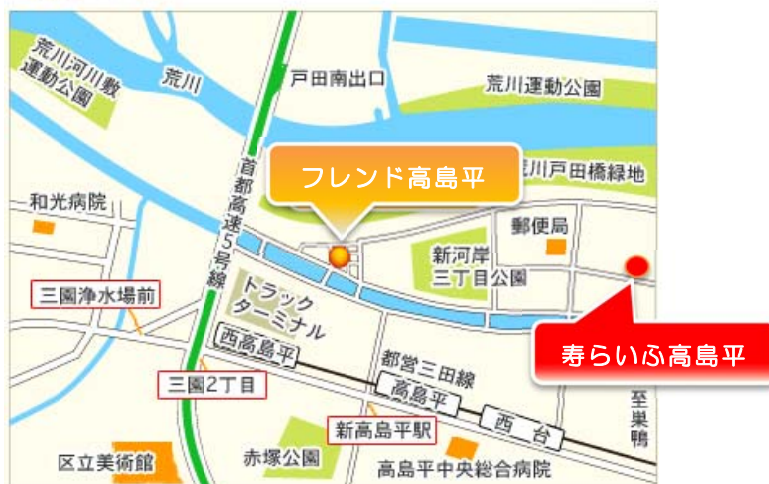 荒川河川敷
運動公園
荒川
戸田南出口
荒川運動公園
フレンド高島平
荒川戸田橋緑地
首都高速5号線
和光病院
郵便局
新河岸
三丁目公園
三園浄水場前
トラック
ターミナル
寿らいふ高島平
西高島平
都営三田線
高島平
三園2丁目
西台
至巣鴨
新高島平駅
区立美術館
赤塚公園
高島平中央総合病院